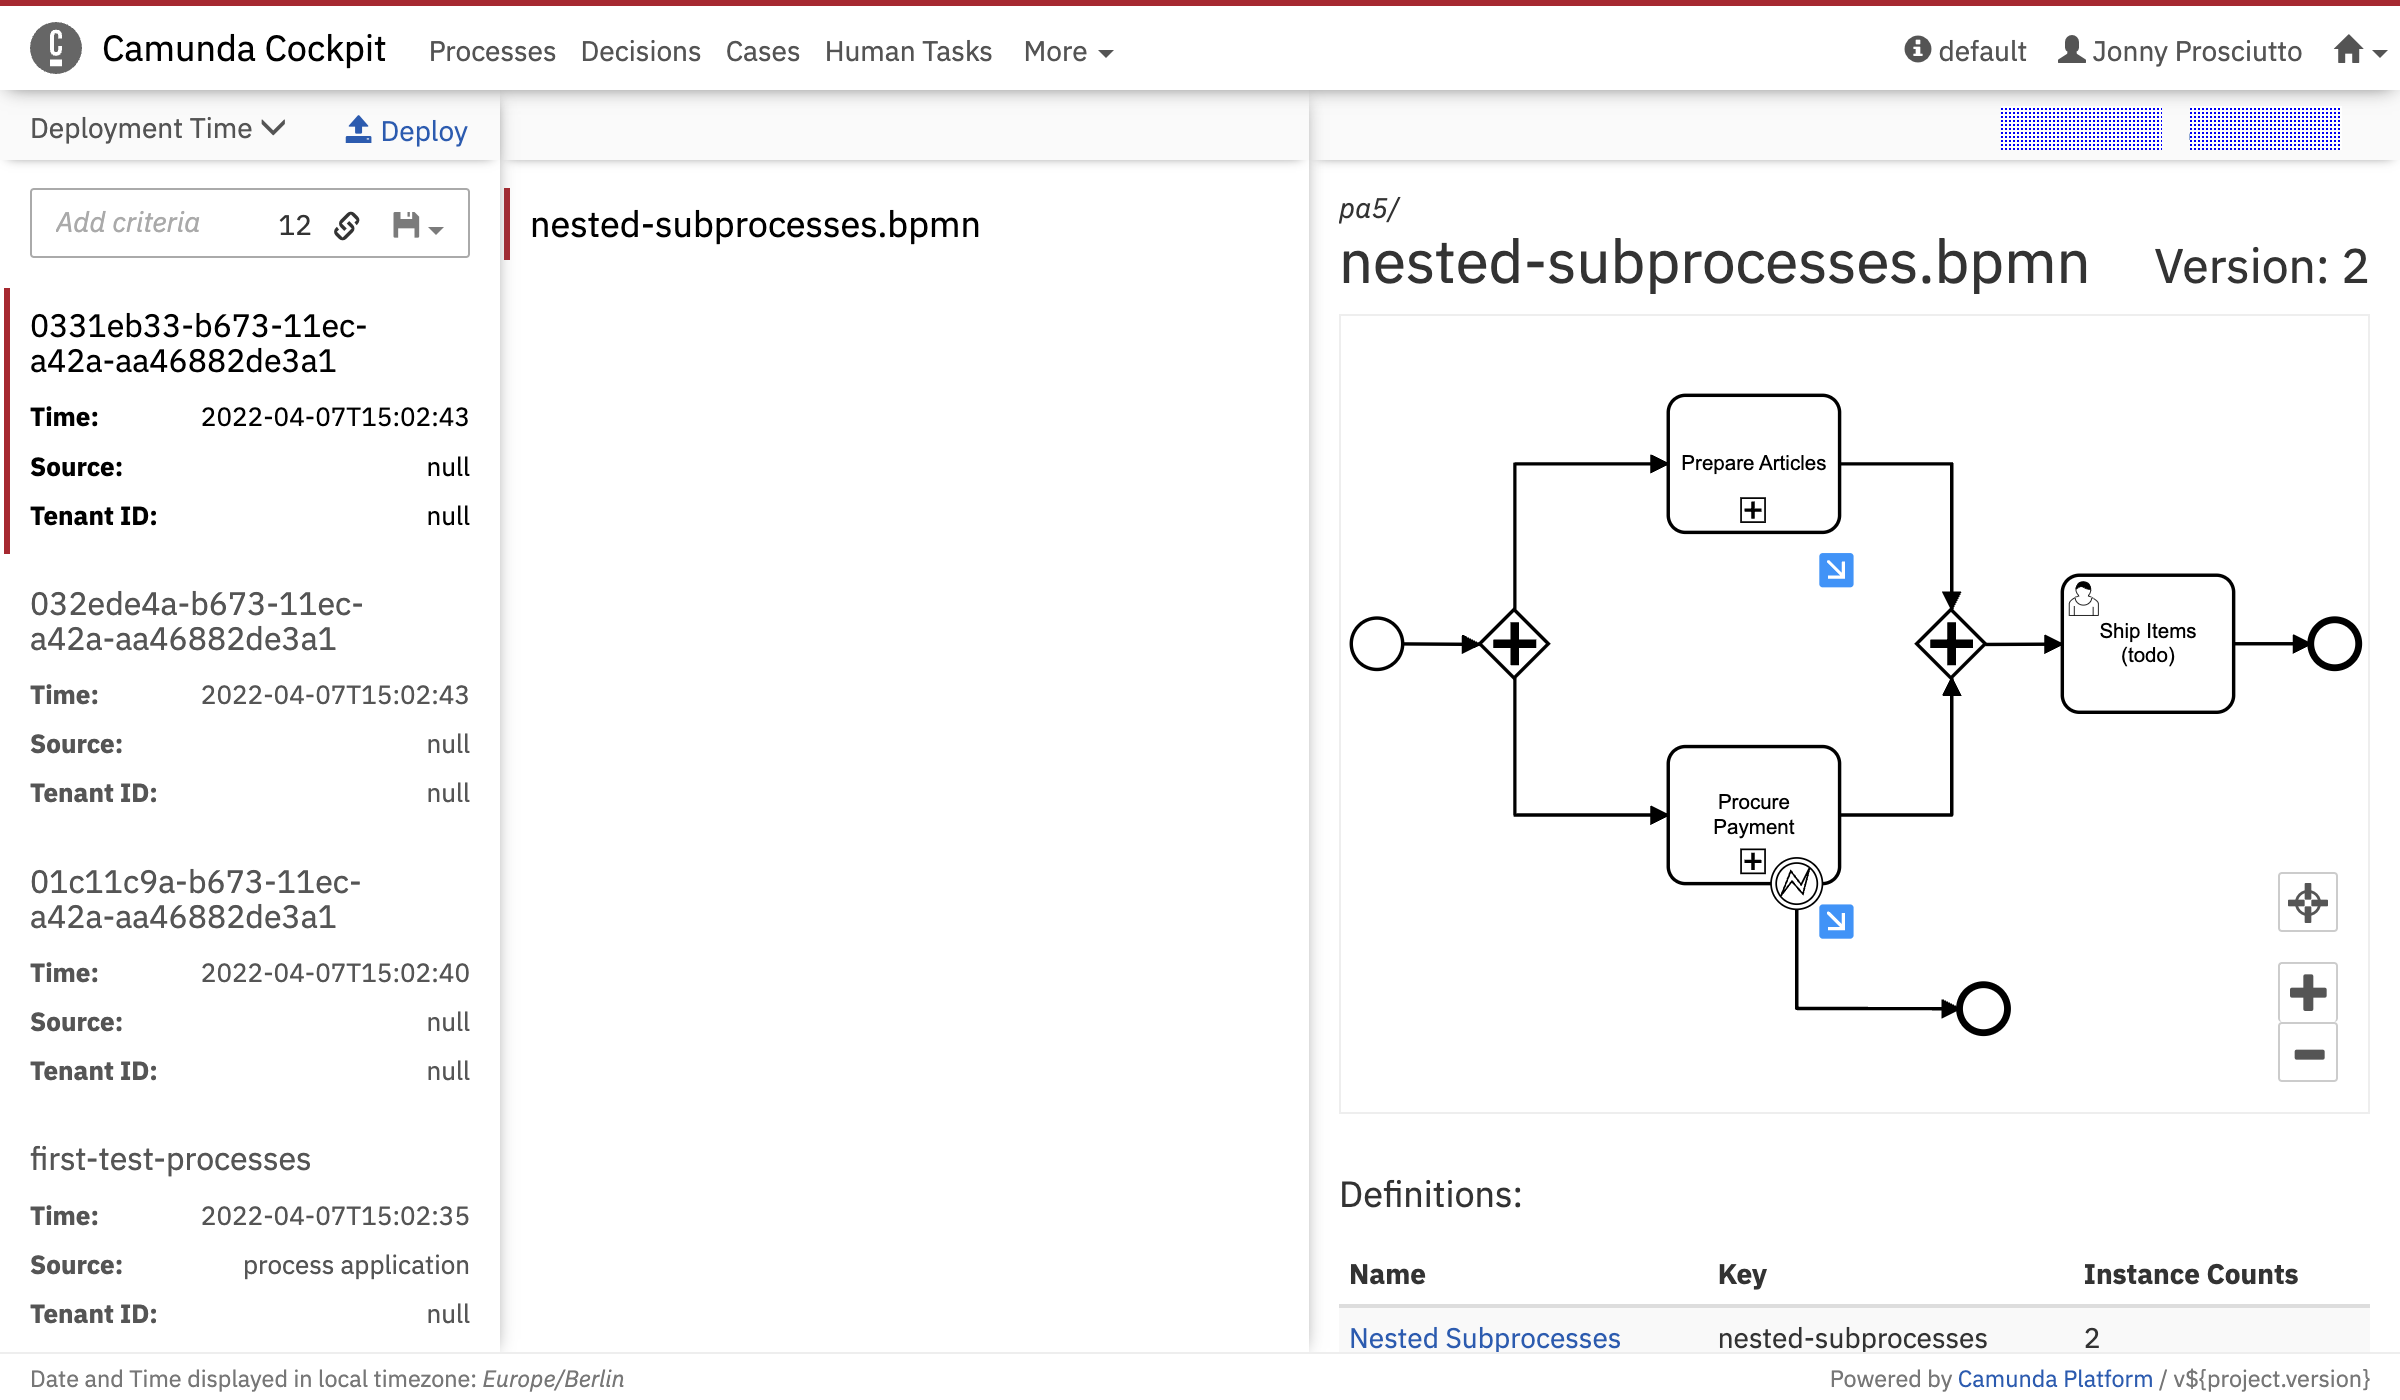 Camunda Cockpit Processes Decisions Cases Human Tasks More default Jonny Prosciutto
Deployment Time Deploy
Add criteria 12
0331eb33-b673-11ec-
a42a-aa46882de3a1
Time: 2022-04-07T15:02:43
Source: null
Tenant ID: null
032ede4a-b673-11ec-
a42a-aa46882de3a1
Time: 2022-04-07T15:02:43
Source: null
Tenant ID: null
01c11c9a-b673-11ec-
a42a-aa46882de3a1
Time: 2022-04-07T15:02:40
Source: null
Tenant ID: null
first-test-processes
Time: 2022-04-07T15:02:35
Source: process application
Tenant ID: null
nested-subprocesses.bpmn
pa5/
nested-subprocesses.bpmn Version: 2
Prepare Articles
Ship Items
(todo)
Procure
Payment
Definitions:
Name Key Instance Counts
Nested Subprocesses nested-subprocesses 2
Date and Time displayed in local timezone: Europe/Berlin
Powered by Camunda Platform / v${project.version}